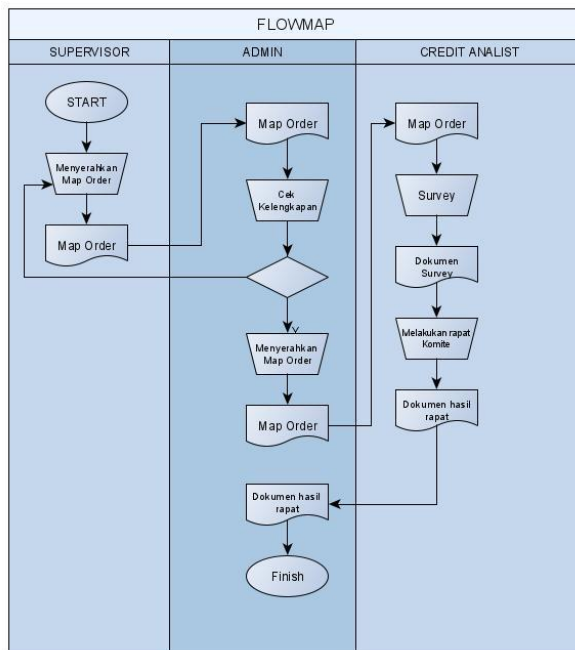 FLOWMAP
SUPERVISOR
ADMIN
CREDIT ANALIST
START
Menyerahkan
Map Order
Map Order
Map Order
Cek
Kelengkapan
Y
Menyerahkan
Map Order
Map Order
Dokumen hasil
rapat
Finish
Map Order
Survey
Dokumen
Survey
Melakukan rapat
Komite
Dokumen hasil
rapat